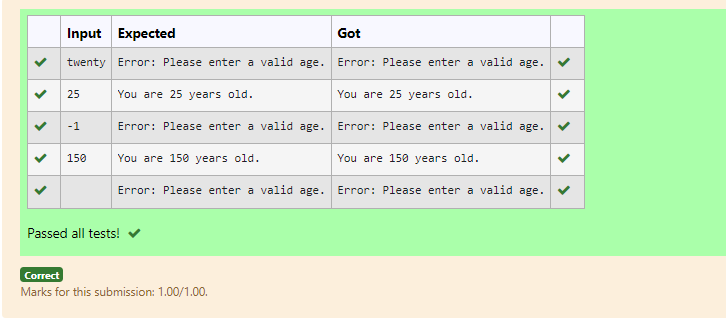 Input Expected Got
twenty Error: Please enter a valid age. Error: Please enter a valid age.
25 You are 25 years old. You are 25 years old.
-1 Error: Please enter a valid age. Error: Please enter a valid age.
150 You are 150 years old. You are 150 years old.
Error: Please enter a valid age. Error: Please enter a valid age.
Passed all tests!
Correct
Marks for this submission: 1.00/1.00.